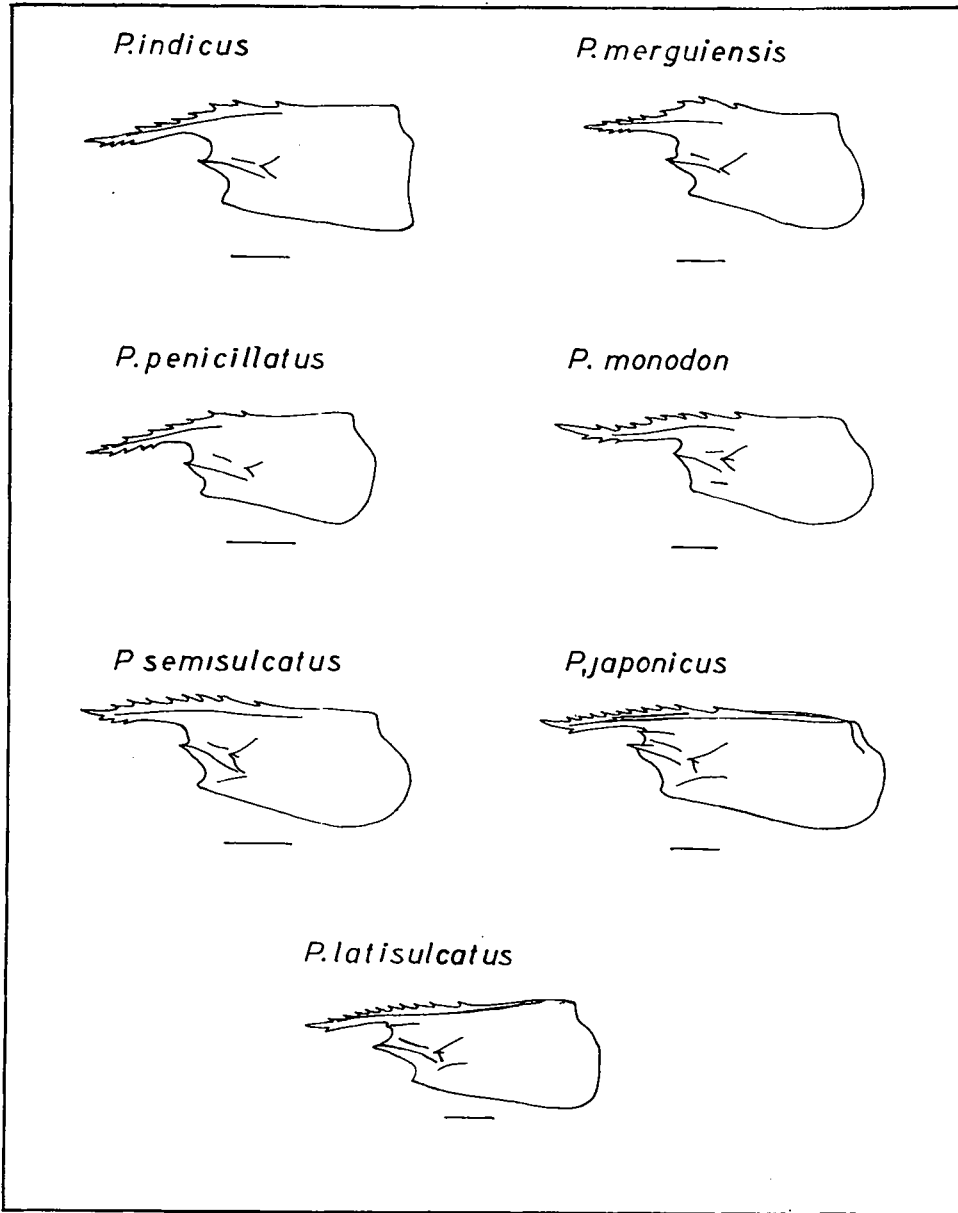 P.indicus
P.merguiensis
P.penicillatus
P. monodon
P semisulcatus
P.japonicus
P.latisulcatus